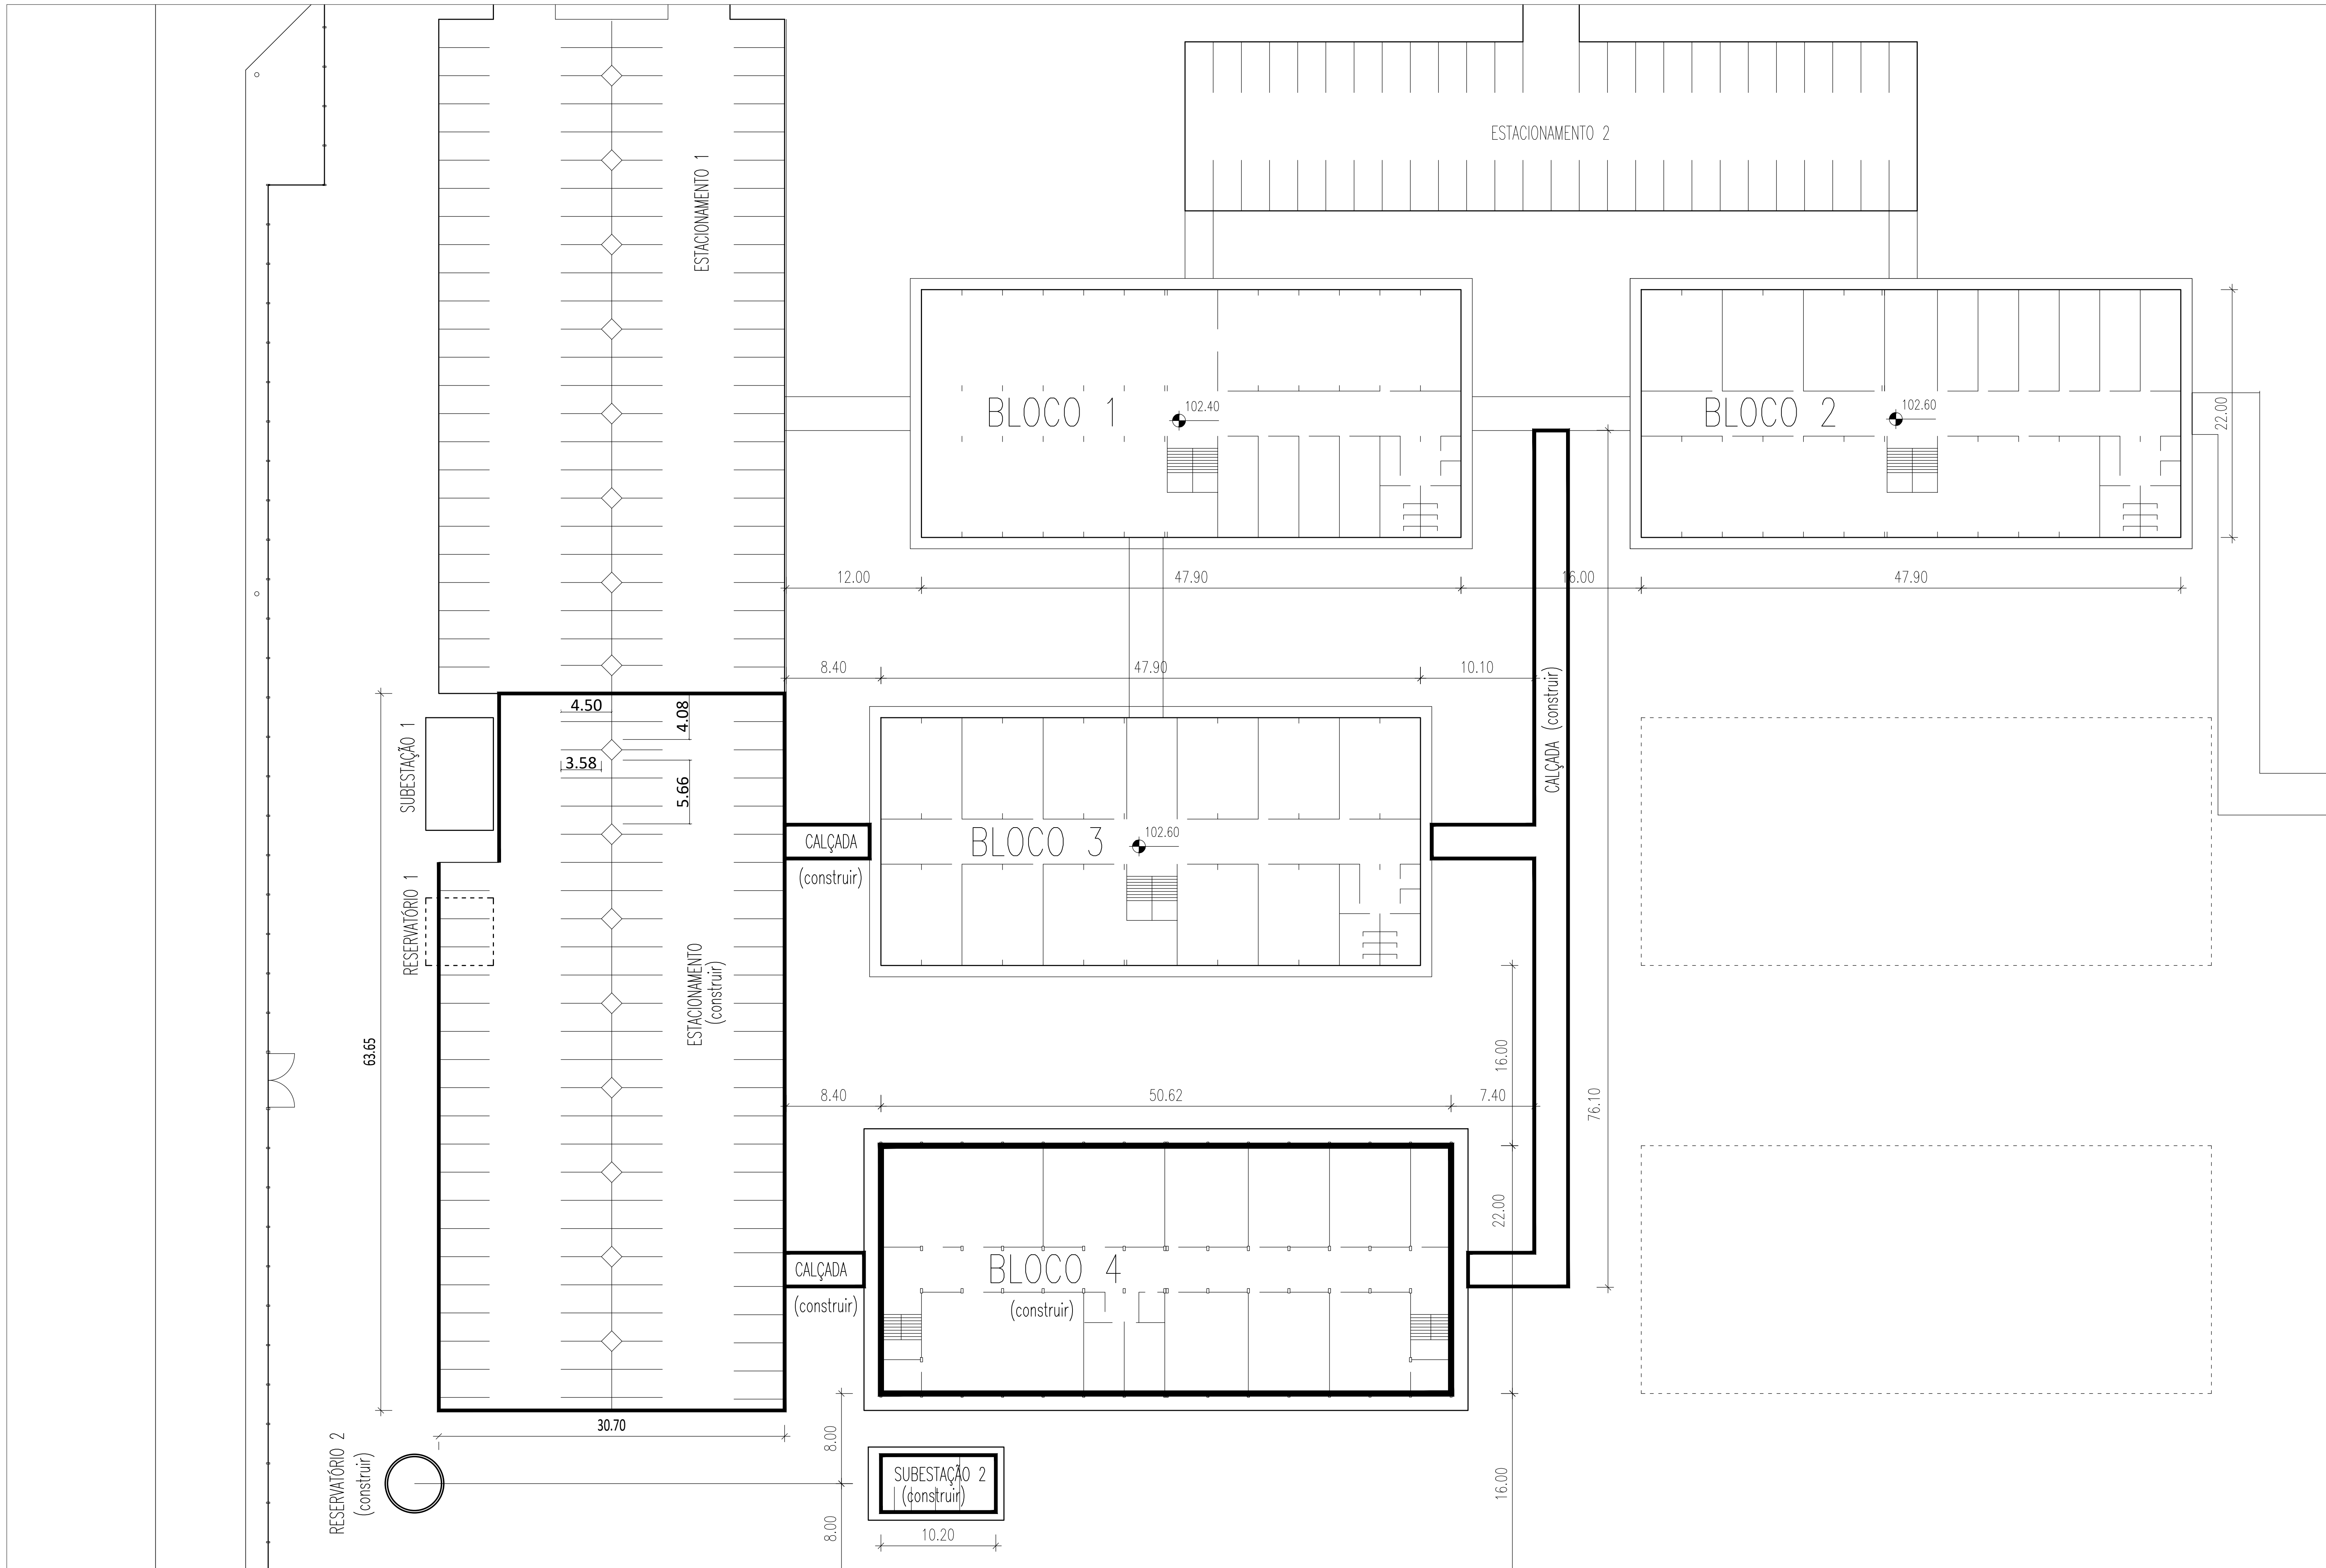 ESTACIONAMENTO 2
ESTACIONAMENTO 1
BLOCO 1
102.40
BLOCO 2
102.60
22.00
12.00
47.90
16.00
47.90
8.40
47.90
10.10
CALÇADA (construir)
SUBESTAÇÃO 1
4.50
4.08
3.58
5.66
CALÇADA
(construir)
BLOCO 3
102.60
RESERVATÓRIO 1
ESTACIONAMENTO
(construir)
63.65
16.00
8.40
50.62
7.40
76.10
22.00
CALÇADA
(construir)
BLOCO 4
(construir)
30.70
8.00
RESERVATÓRIO 2
(construir)
SUBESTAÇÃO 2
(construir)
16.00
8.00
10.20